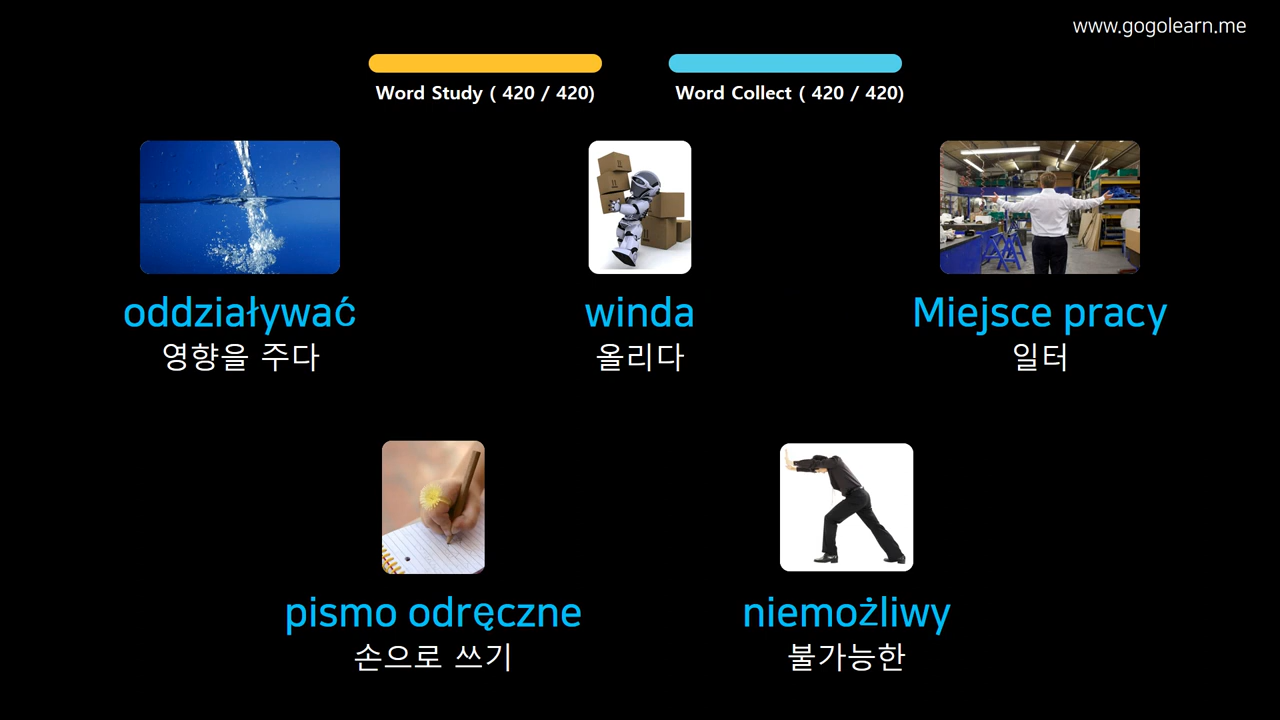 www.gogolearn.me
Word Study ( 420 / 420)
Word Collect ( 420 / 420)
oddziaływać
영향을 주다
winda
올리다
Miejsce pracy
일터
pismo odręczne
손으로 쓰기
niemożliwy
불가능한